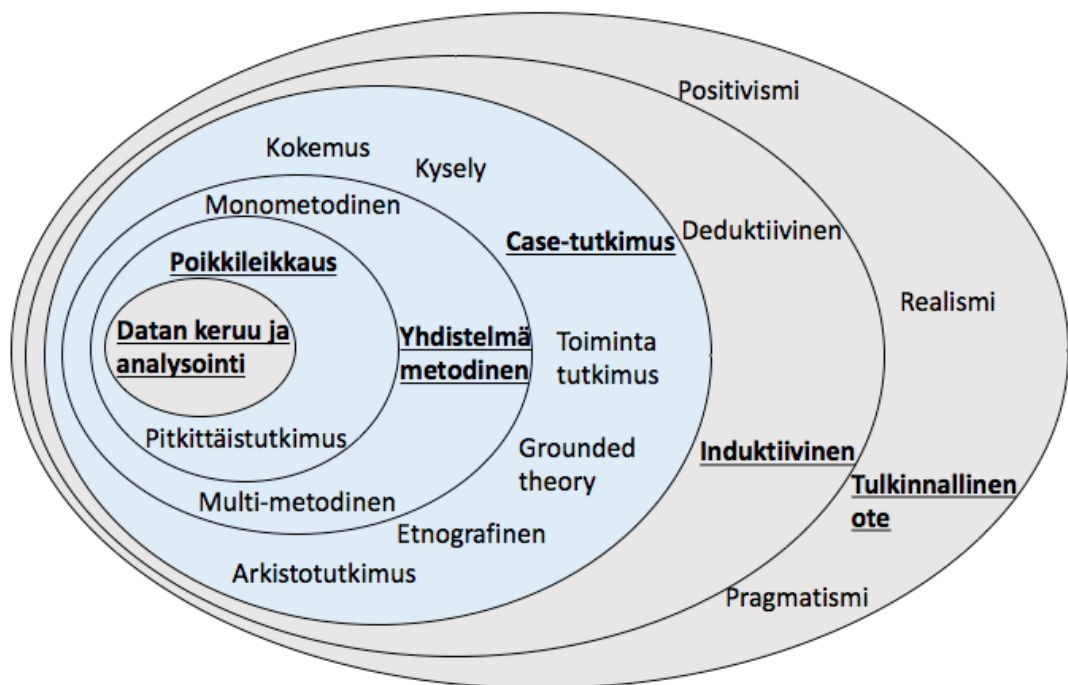 Positivismi
Kokemus
Kysely
Monometodinen
Deduktiivinen
Case-tutkimus
Poikkileikkaus
Realismi
Datan keruu ja
analysointi
Yhdistelmä
metodinen
Toiminta
tutkimus
Pitkittäistutkimus
Grounded
theory
Induktiivinen
Tulkinnallinen
ote
Multi-metodinen
Etnografinen
Arkistotutkimus
Pragmatismi